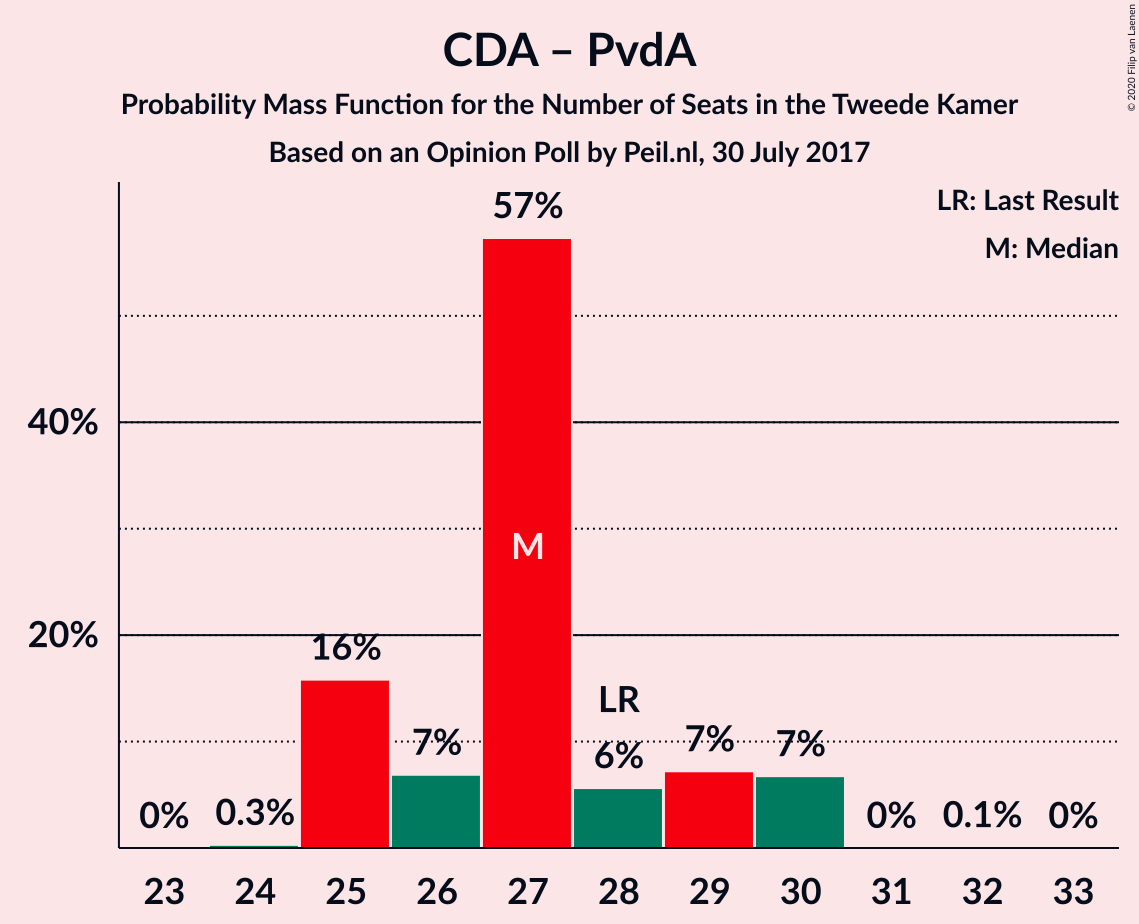 CDA – PvdA
Probability Mass Function for the Number of Seats in the Tweede Kamer
Based on an Opinion Poll by Peil.nl, 30 July 2017
© 2020 Filip van Laenen
LR: Last Result
M: Median
57%
40%
M
20%
16%
LR
7%
6%
7%
7%
0%
0.3%
0%
0.1%
0%
23 24 25 26 27 28 29 30 31 32 33